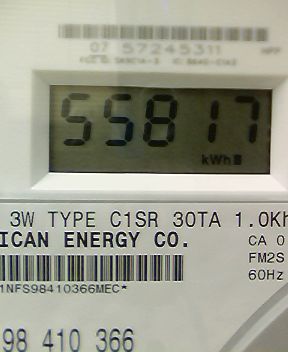 07 57245311
55817
kWh
3W TYPE C1SR 30TA 1.0Kh
ICAN ENERGY CO.
CA 0
FM2S
60Hz
1NFS98410366MEC*
98 410 366